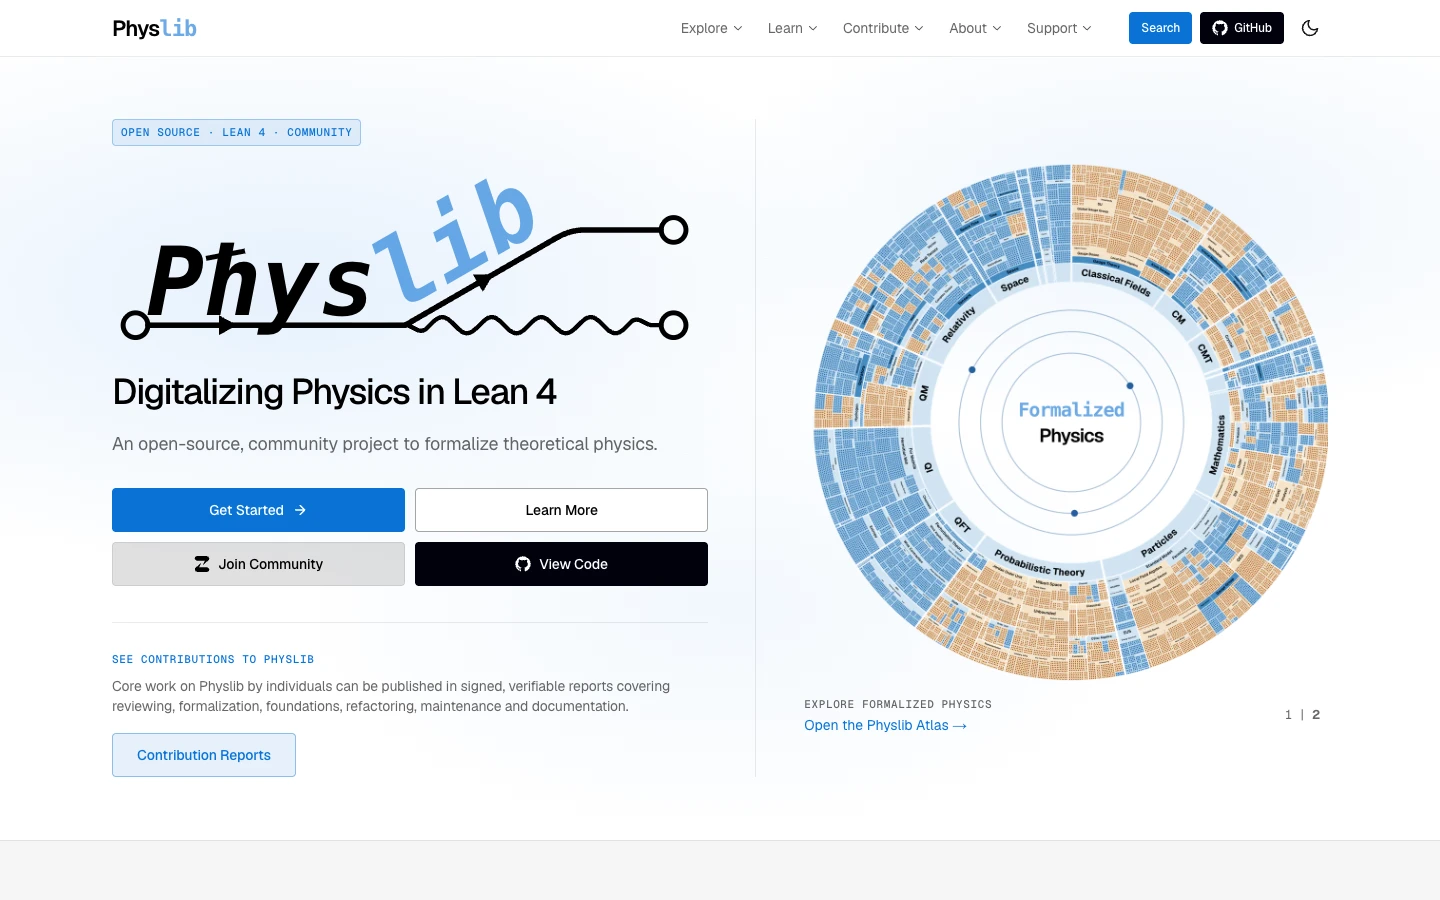 Physlib
Explore
Learn
Contribute
About
Support
Search
GitHub
OPEN SOURCE · LEAN 4 · COMMUNITY
Physlib
Digitalizing Physics in Lean 4
An open-source, community project to formalize theoretical physics.
Get Started →
Learn More
Join Community
View Code
SEE CONTRIBUTIONS TO PHYSLIB
Core work on Physlib by individuals can be published in signed, verifiable reports covering
reviewing, formalization, foundations, refactoring, maintenance and documentation.
Contribution Reports
Space
Classical Fields
CM
CMT
Mathematics
Particles
Probabilistic Theory
QFT
QI
QM
Relativity
Formalized
Physics
EXPLORE FORMALIZED PHYSICS
Open the Physlib Atlas →
1 | 2